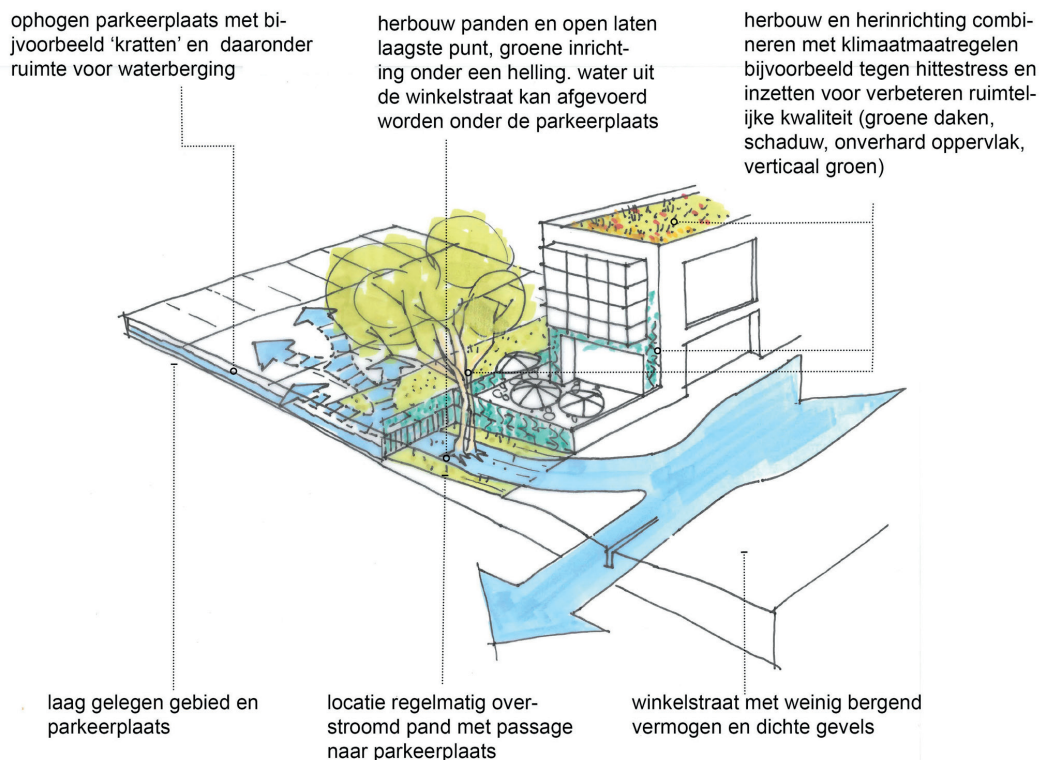 ophogen parkeerplaats met bi-
jvoorbeeld ‘kratten’ en  daaronder
ruimte voor waterberging
herbouw panden en open laten
laagste punt, groene inricht-
ing onder een helling. water uit
de winkelstraat kan afgevoerd
worden onder de parkeerplaats
herbouw en herinrichting combi-
neren met klimaatmaatregelen
bijvoorbeeld tegen hittestress en
inzetten voor verbeteren ruimtel-
ijke kwaliteit (groene daken,
schaduw, onverhard oppervlak,
verticaal groen)
laag gelegen gebied en
parkeerplaats
locatie regelmatig over-
stroomd pand met passage
naar parkeerplaats
winkelstraat met weinig bergend
vermogen en dichte gevels